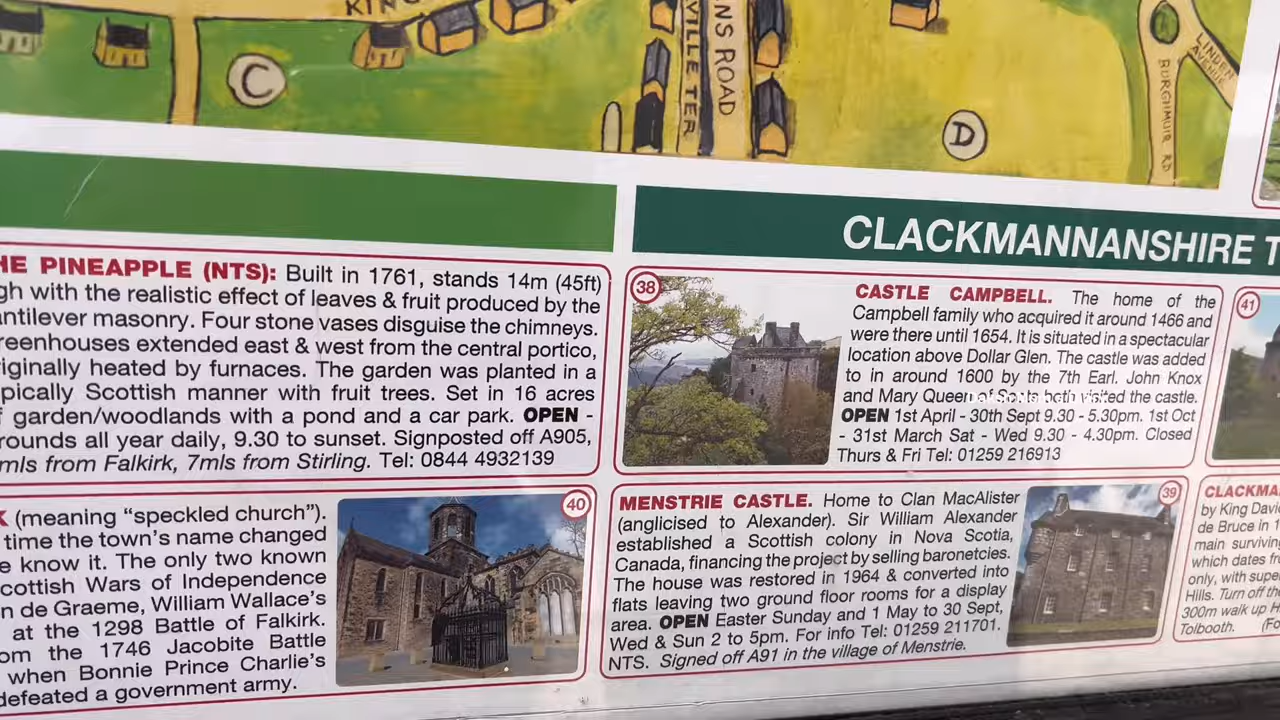 KING
C
VILLE TER
NS ROAD
D
BURGHMUIR RD
LINDEN
AVENUE
HE PINEAPPLE (NTS): Built in 1761, stands 14m (45ft)
gh with the realistic effect of leaves & fruit produced by the
antilever masonry. Four stone vases disguise the chimneys.
reenhouses extended east & west from the central portico,
iginally heated by furnaces. The garden was planted in a
pically Scottish manner with fruit trees. Set in 16 acres
f garden/woodlands with a pond and a car park. OPEN -
rounds all year daily, 9.30 to sunset. Signposted off A905,
mls from Falkirk, 7mls from Stirling. Tel: 0844 4932139
K (meaning "speckled church").
time the town's name changed
e know it. The only two known
cottish Wars of Independence
n de Graeme, William Wallace's
at the 1298 Battle of Falkirk.
om the 1746 Jacobite Battle
when Bonnie Prince Charlie's
defeated a government army.
40
CLACKMANNANSHIRE T
38
CASTLE CAMPBELL. The home of the
Campbell family who acquired it around 1466 and
were there until 1654. It is situated in a spectacular
location above Dollar Glen. The castle was added
to in around 1600 by the 7th Earl. John Knox
and Mary Queen visited the castle.
OPEN 1st April - 30th Sept 9.30 - 5.30pm. 1st Oct
- 31st March Sat - Wed 9.30 - 4.30pm. Closed
Thurs & Fri Tel: 01259 216913
MENSTRIE CASTLE. Home to Clan MacAlister
(anglicised to Alexander). Sir William Alexander
established a Scottish colony in Nova Scotia,
Canada, financing the project by selling baronetcies.
The house was restored in 1964 & converted into
flats leaving two ground floor rooms for a display
area. OPEN Easter Sunday and 1 May to 30 Sept,
Wed & Sun 2 to 5pm. For info Tel: 01259 211701.
NTS. Signed off A91 in the village of Menstrie.
39
41
CLACKMA
by King Davi
de Bruce in
main survivin
which dates fr
only, with supe
Hills. Turn off th
300m walk up H
Tolbooth. (Fo